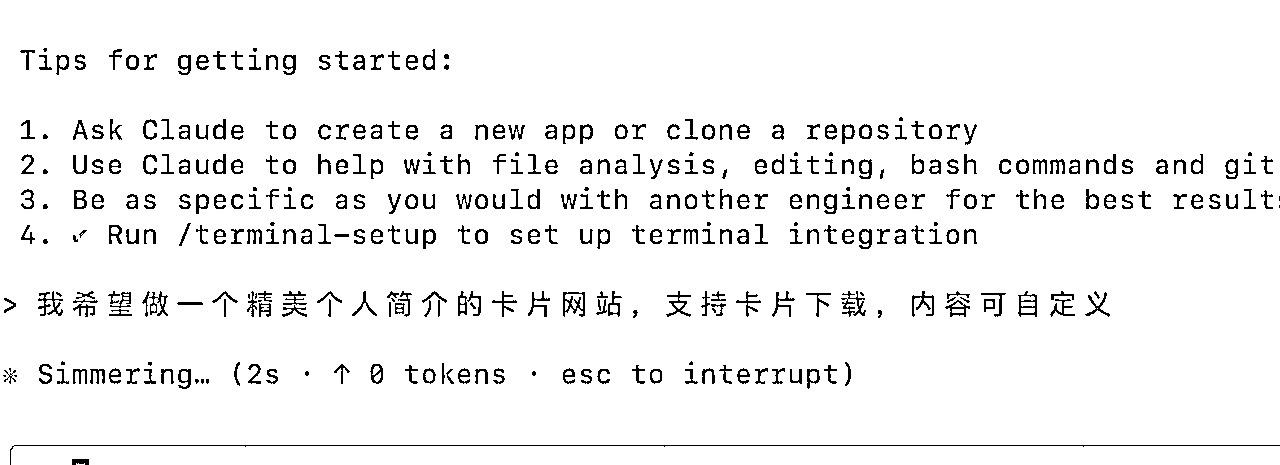 Tips for getting started:
1. Ask Claude to create a new app or clone a repository
2. Use Claude to help with file analysis, editing, bash commands and git
3. Be as specific as you would with another engineer for the best results
4. ✓ Run /terminal-setup to set up terminal integration
> 我希望做一个精美个人简介的卡片网站，支持卡片下载，内容可自定义
※ Simmering… (2s · ↑ 0 tokens · esc to interrupt)